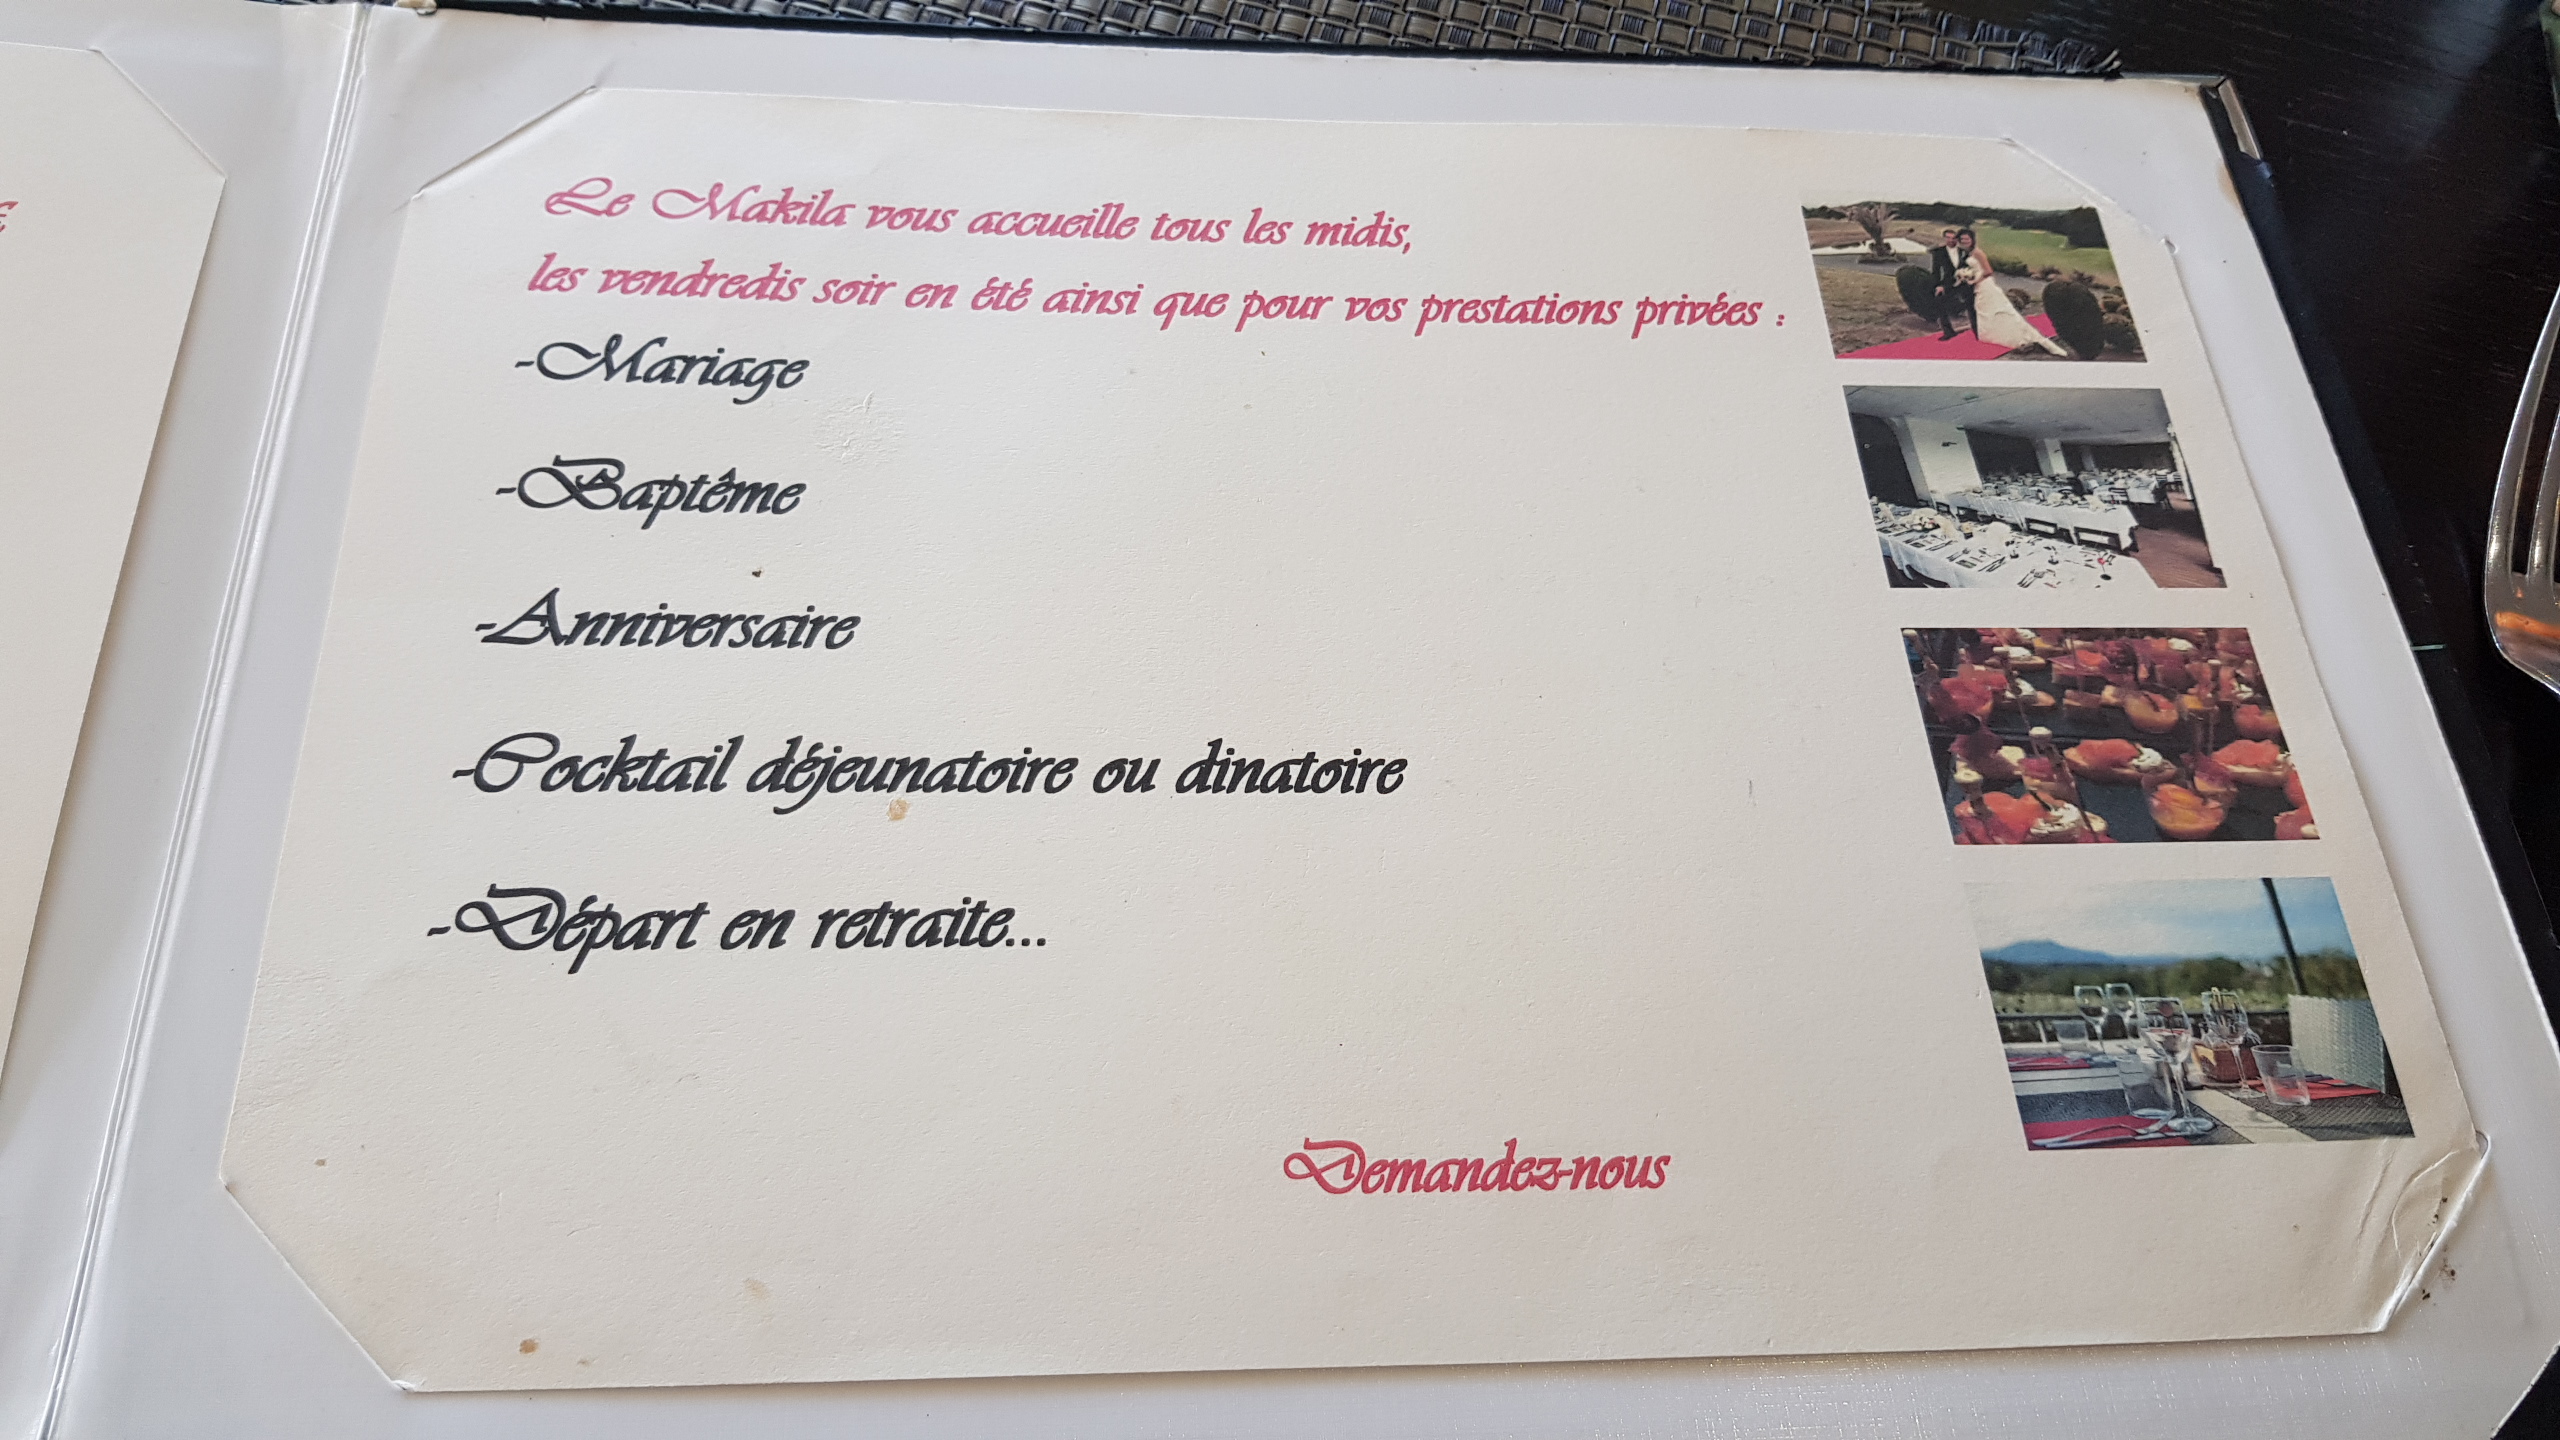 Le Makila vous accueille tous les midis,
les vendredis soir en été ainsi que pour vos prestations privées :
-Mariage
-Baptême
-Anniversaire
-Cocktail déjeunatoire ou dinatoire
-Départ en retraite...
Demandez-nous